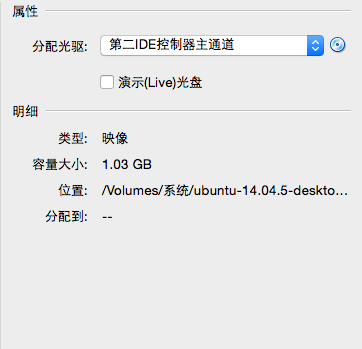 属性
分配光驱: 第二IDE控制器主通道
演示(Live)光盘
明细
类型: 映像
容量大小: 1.03 GB
位置: /Volumes/系统/ubuntu-14.04.5-deskto...
分配到: --